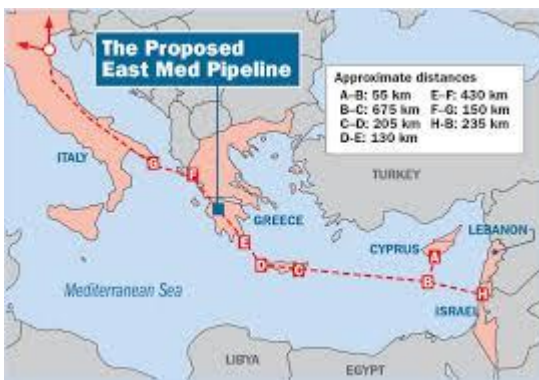 The Proposed
East Med Pipeline
Approximate distances
A–B: 55 km E–F: 430 km
B–C: 675 km F–G: 150 km
C–D: 205 km H-B: 235 km
D-E: 130 km
ITALY
G
F
TURKEY
GREECE
LEBANON
E
CYPRUS
A
D
C
B
Mediterranean Sea
H
ISRAEL
LIBYA
EGYPT